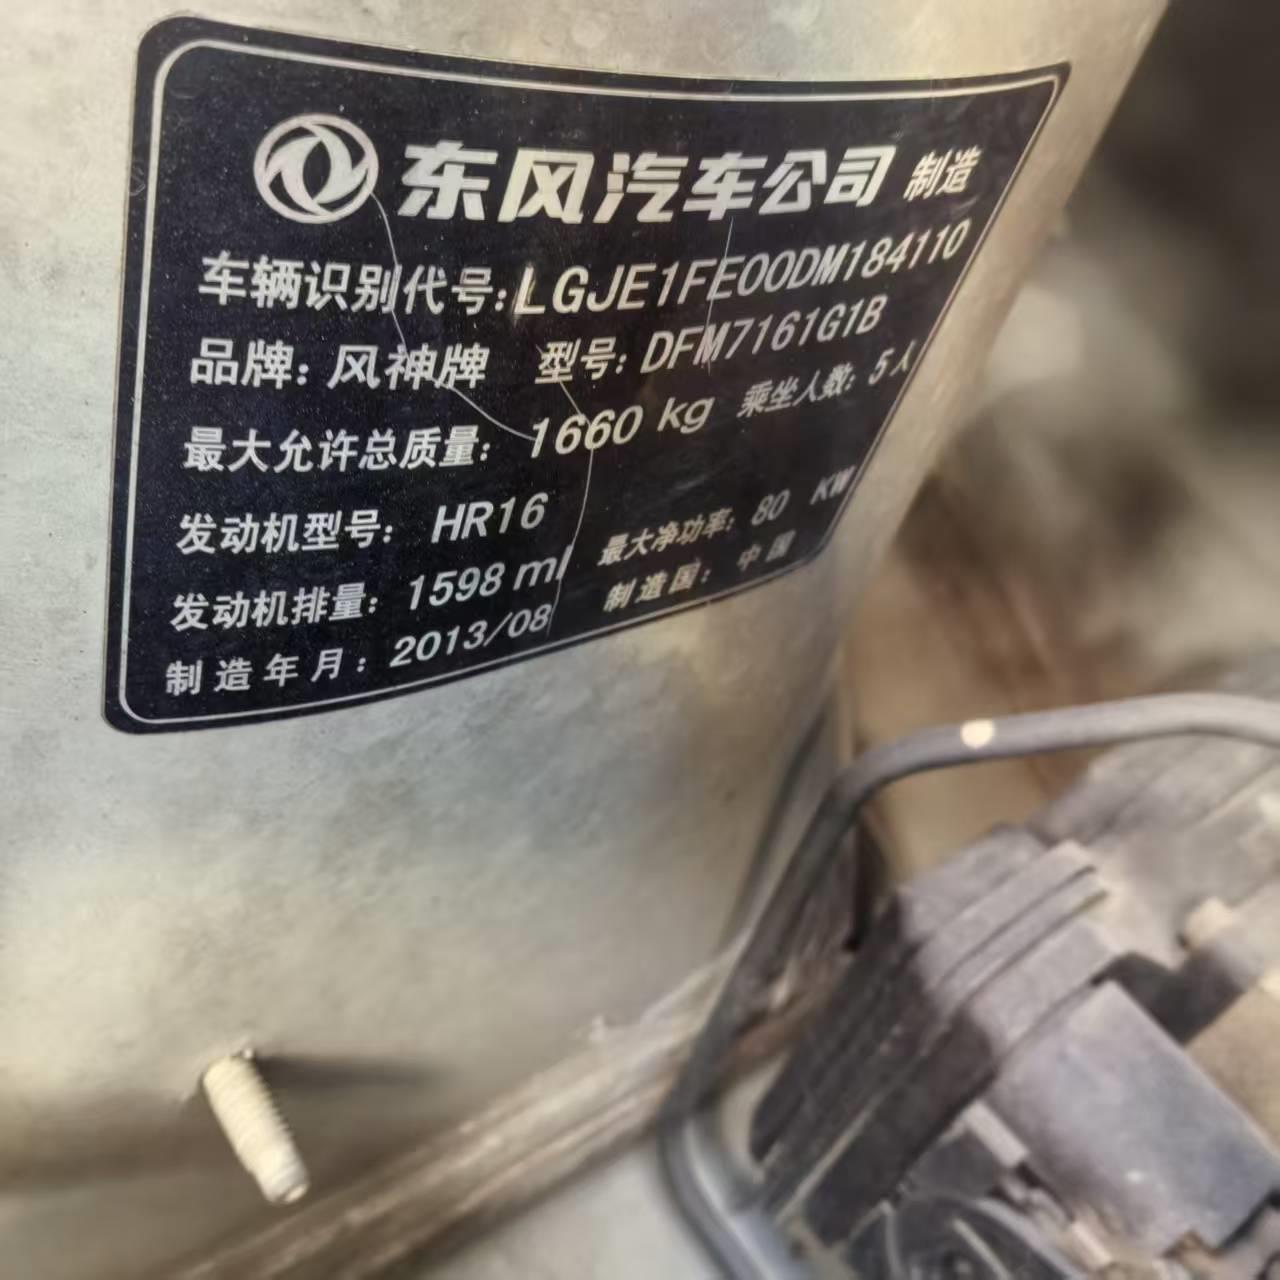 东风汽车公司 制造
车辆识别代号:LGJE1FE00DM184110
品牌: 风神牌 型号: DFM7161G1B
最大允许总质量: 1660 kg 乘坐人数: 5人
发动机型号: HR16 最大净功率: 80 KW
发动机排量: 1598 ml 制造国: 中国
制造年月: 2013/08